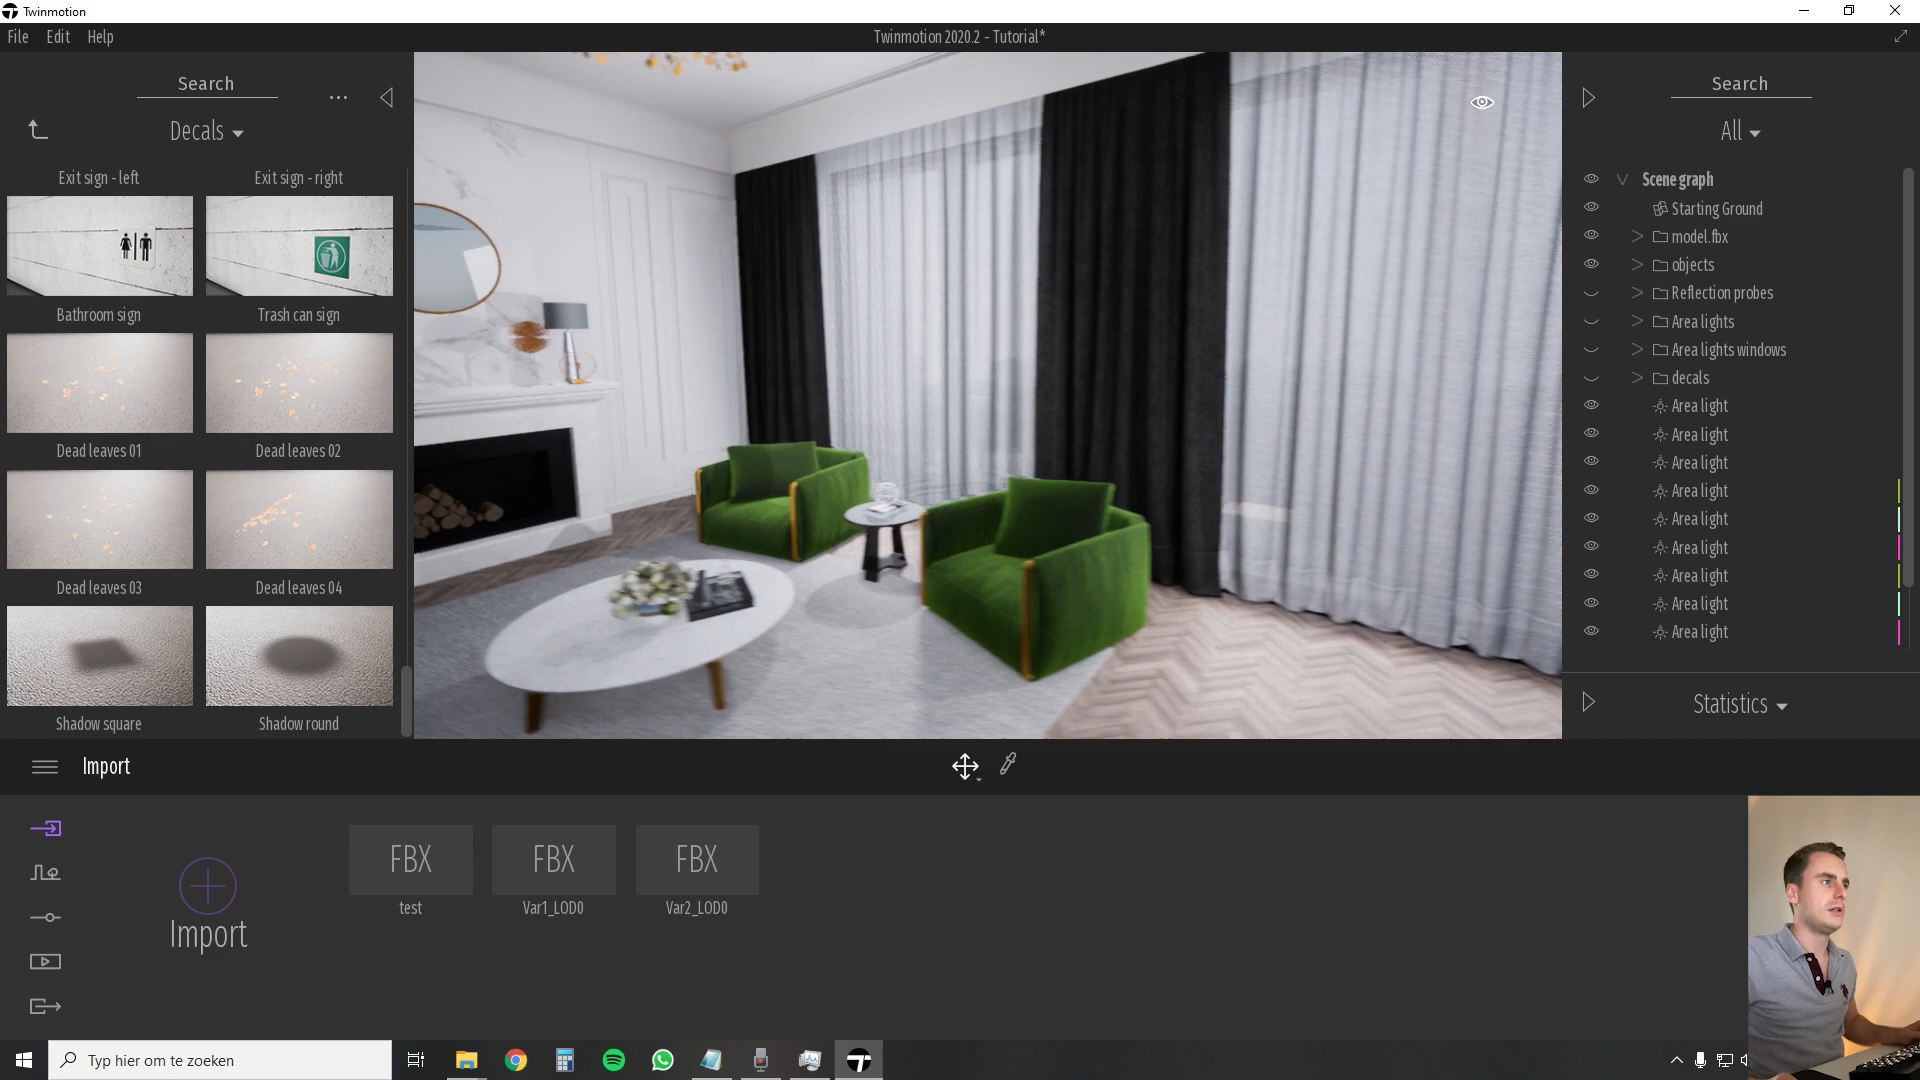 Twinmotion
File Edit Help
Twinmotion 2020.2 - Tutorial*
Search
Decals
Exit sign - left
Exit sign - right
Bathroom sign
Trash can sign
Dead leaves 01
Dead leaves 02
Dead leaves 03
Dead leaves 04
Shadow square
Shadow round
Search
All
Scene graph
Starting Ground
model.fbx
objects
Reflection probes
Area lights
Area lights windows
decals
Area light
Area light
Area light
Area light
Area light
Area light
Area light
Area light
Area light
Statistics
Import
Import
FBX
test
FBX
Var1_LOD0
FBX
Var2_LOD0
Typ hier om te zoeken